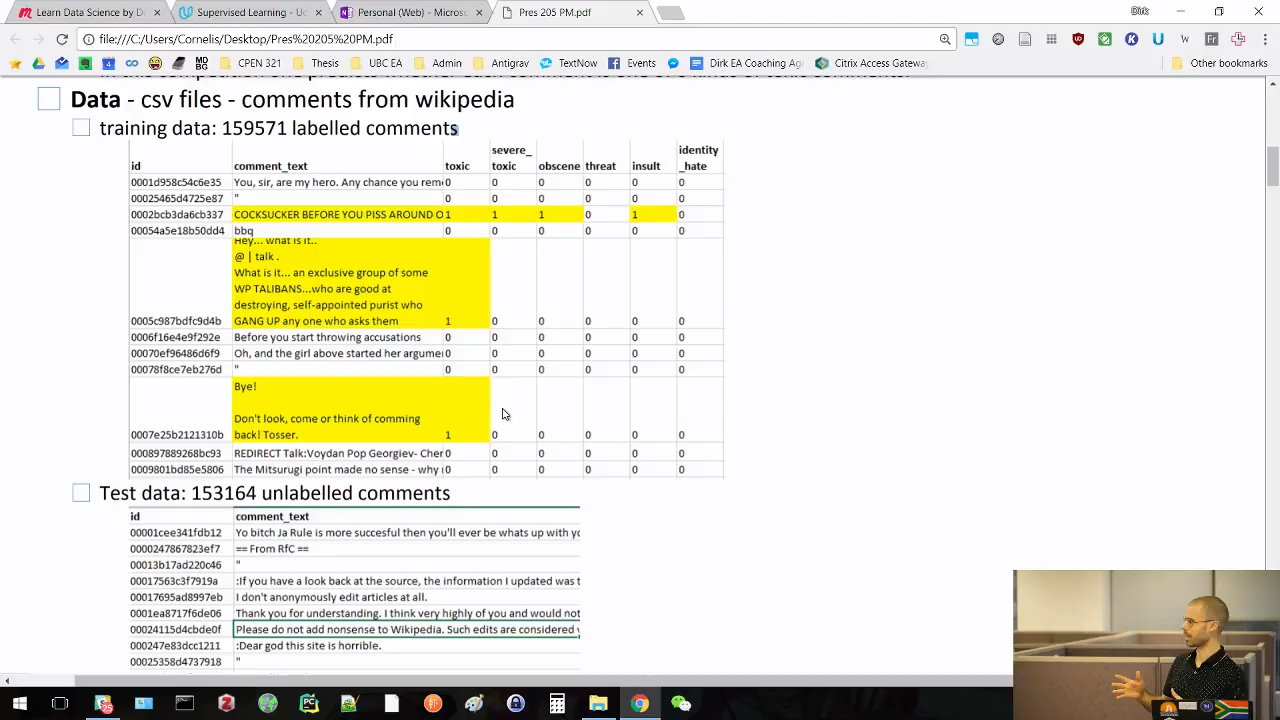 Learn Data Science by D
Supervised Learning - Ud
Personal (Web) - Microso
Pres 205 PM.pdf
file:///C:/Users/Cornelis/Desktop/Pres%20205%20PM.pdf
Apps
CPEN 321
Thesis
UBC EA
Admin
Antigrav
TextNow
Events
Dirk EA Coaching Ag
Citrix Access Gateway
Other bookmarks
Data - csv files - comments from wikipedia
training data: 159571 labelled comments
id comment_text toxic severe_ toxic obscene threat insult identity _hate
0001d958c54c6e35 You, sir, are my hero. Any chance you rem 0 0 0 0 0 0
00025465d4725e87 " 0 0 0 0 0 0
0002bcb3da6cb337 COCKSUCKER BEFORE YOU PISS AROUND O 1 1 1 0 1 0
00054a5e18b50dd4 bbq 0 0 0 0 0 0
Hey... what is it..
@ | talk .
What is it... an exclusive group of some
WP TALIBANS...who are good at
destroying, self-appointed purist who
0005c987bdfc9d4b GANG UP any one who asks them 1 0 0 0 0 0
0006f16e4e9f292e Before you start throwing accusations 0 0 0 0 0 0
00070ef96486d6f9 Oh, and the girl above started her argume 0 0 0 0 0 0
00078f8ce7eb276d " 0 0 0 0 0 0
Bye!
Don't look, come or think of comming
0007e25b2121310b back! Tosser. 1 0 0 0 0 0
000897889268bc93 REDIRECT Talk:Voydan Pop Georgiev- Cher 0 0 0 0 0 0
0009801bd85e5806 The Mitsurugi point made no sense - why 0 0 0 0 0 0
Test data: 153164 unlabelled comments
id comment_text
00001cee341fdb12 Yo bitch Ja Rule is more succesful then you'll ever be whats up with yo
0000247867823ef7 == From RfC ==
00013b17ad220c46 "
00017563c3f7919a :If you have a look back at the source, the information I updated was t
00017695ad8997eb I don't anonymously edit articles at all.
0001ea8717f6de06 Thank you for understanding. I think very highly of you and would not
00024115d4cbde0f Please do not add nonsense to Wikipedia. Such edits are considered
000247e83dcc1211 :Dear god this site is horrible.
00025358d4737918 "